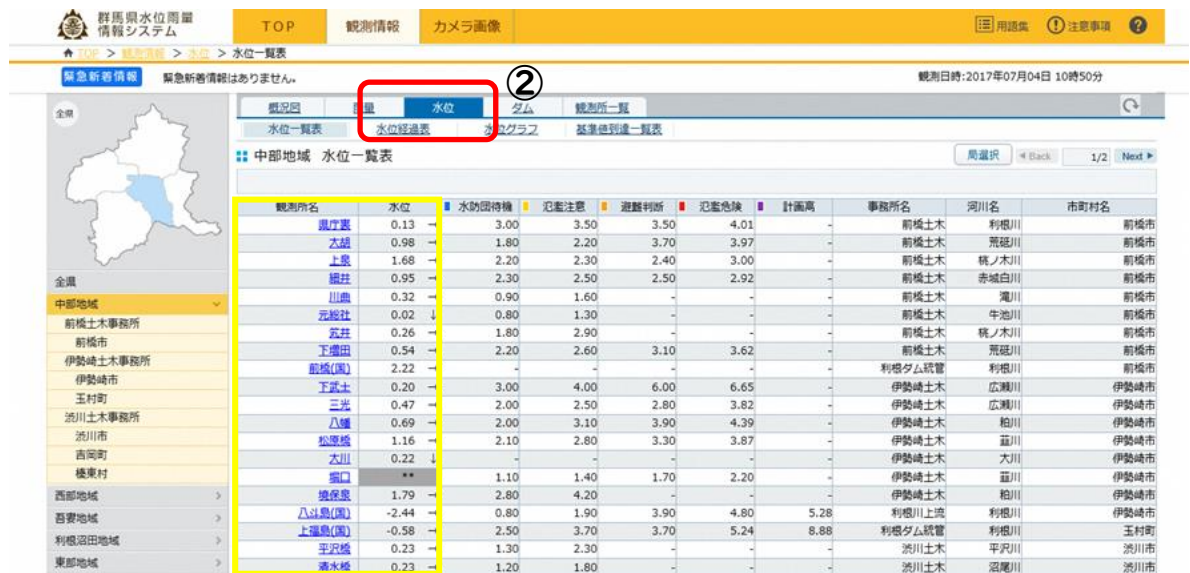 群馬県水位雨量
情報システム
TOP 観測情報 カメラ画像 用語集 注意事項 ?
TOP > 観測情報 > 水位 > 水位一覧表
緊急新着情報 緊急新着情報はありません。 観測日時:2017年07月04日 10時50分
②
全県 概況図 雨量 水位 ダム 観測所一覧
水位一覧表 水位経過表 水位グラフ 基準値到達一覧表
中部地域 水位一覧表 局選択 Back 1/2 Next
観測所名 水位 水防団待機 氾濫注意 避難判断 氾濫危険 計画高 事務所名 河川名 市町村名
県庁裏 0.13 → 3.00 3.50 3.50 4.01 - 前橋土木 利根川 前橋市
大胡 0.98 → 1.80 2.20 3.70 3.97 - 前橋土木 荒砥川 前橋市
上泉 1.68 → 2.20 2.30 2.40 3.00 - 前橋土木 桃ノ木川 前橋市
細井 0.95 → 2.30 2.50 2.50 2.92 - 前橋土木 赤城白川 前橋市
川曲 0.32 → 0.90 1.60 - - - 前橋土木 滝川 前橋市
元総社 0.02 ↓ 0.80 1.30 - - - 前橋土木 牛池川 前橋市
笂井 0.26 → 1.80 2.90 - - - 前橋土木 桃ノ木川 前橋市
下増田 0.54 → 2.20 2.60 3.10 3.62 - 前橋土木 荒砥川 前橋市
前橋(国) 2.22 → - - - - - 利根ダム統管 利根川 前橋市
下武士 0.20 → 3.00 4.00 6.00 6.65 - 伊勢崎土木 広瀬川 伊勢崎市
三光 0.47 → 2.00 2.50 2.80 3.82 - 伊勢崎土木 広瀬川 伊勢崎市
八幡 0.69 → 2.00 3.10 3.90 4.39 - 伊勢崎土木 粕川 伊勢崎市
松原橋 1.16 → 2.10 2.80 3.30 3.87 - 伊勢崎土木 韮川 伊勢崎市
大川 0.22 ↓ - - - - - 伊勢崎土木 大川 伊勢崎市
堀口 ** 1.10 1.40 1.70 2.20 - 伊勢崎土木 韮川 伊勢崎市
境保泉 1.79 → 2.80 4.20 - - - 伊勢崎土木 粕川 伊勢崎市
八斗島(国) -2.44 → 0.80 1.90 3.90 4.80 5.28 利根川上流 利根川 伊勢崎市
上福島(国) -0.58 → 2.50 3.70 3.70 5.24 8.88 利根ダム統管 利根川 玉村町
平沢橋 0.23 → 1.30 2.30 - - - 渋川土木 平沢川 渋川市
清水橋 0.23 → 1.20 1.80 - - - 渋川土木 沼尾川 渋川市
全県
中部地域
前橋土木事務所
前橋市
伊勢崎土木事務所
伊勢崎市
玉村町
渋川土木事務所
渋川市
吉岡町
榛東村
西部地域
吾妻地域
利根沼田地域
東部地域